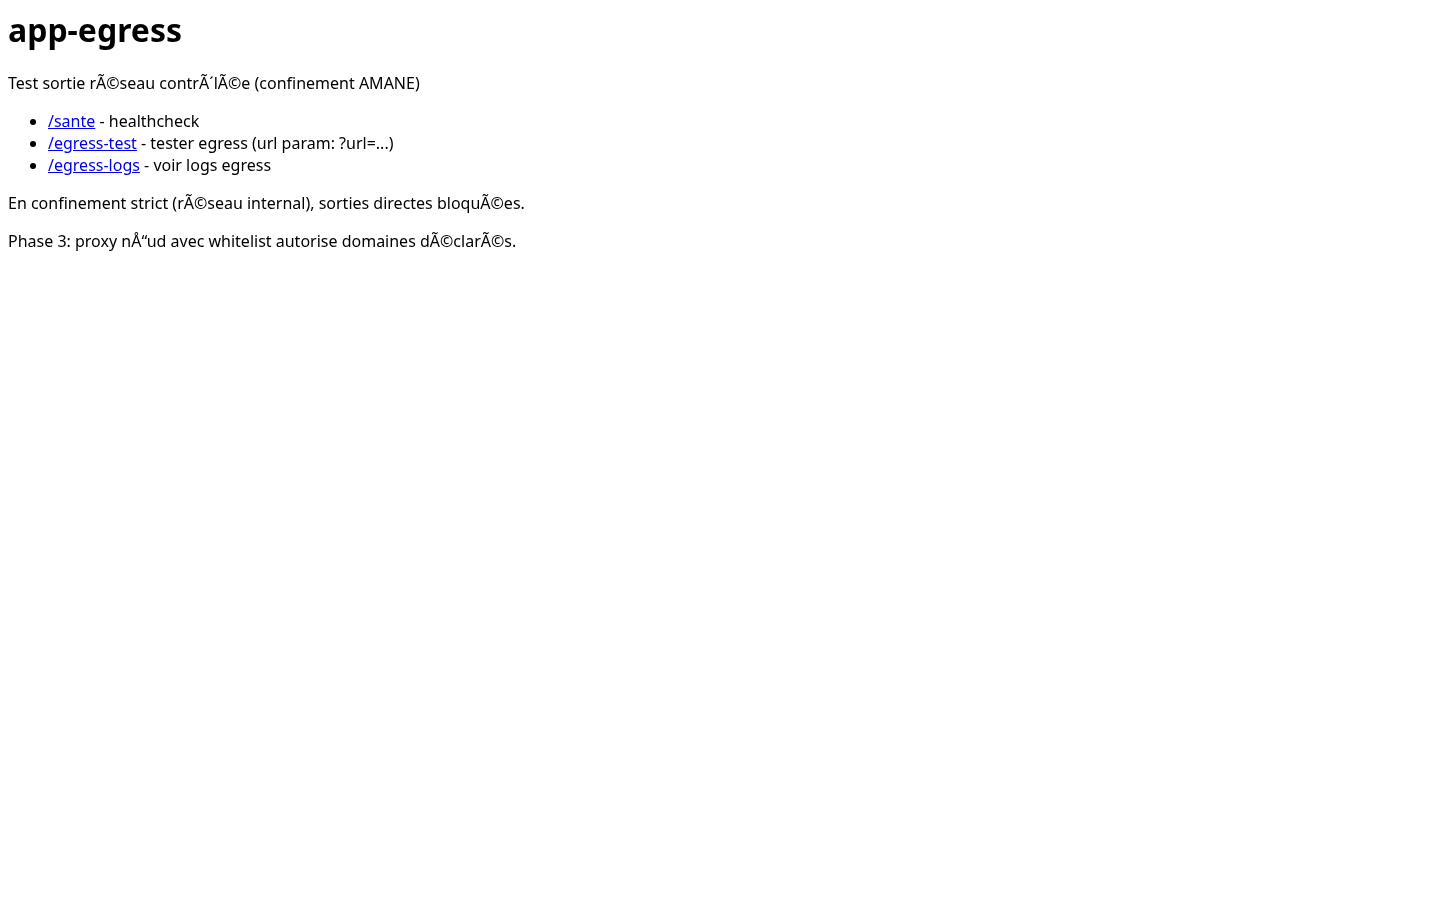 app-egress
Test sortie rÃ©seau contrÃ´lÃ©e (confinement AMANE)
/sante - healthcheck
/egress-test - tester egress (url param: ?url=...)
/egress-logs - voir logs egress
En confinement strict (rÃ©seau internal), sorties directes bloquÃ©es.
Phase 3: proxy nÅ“ud avec whitelist autorise domaines dÃ©clarÃ©s.